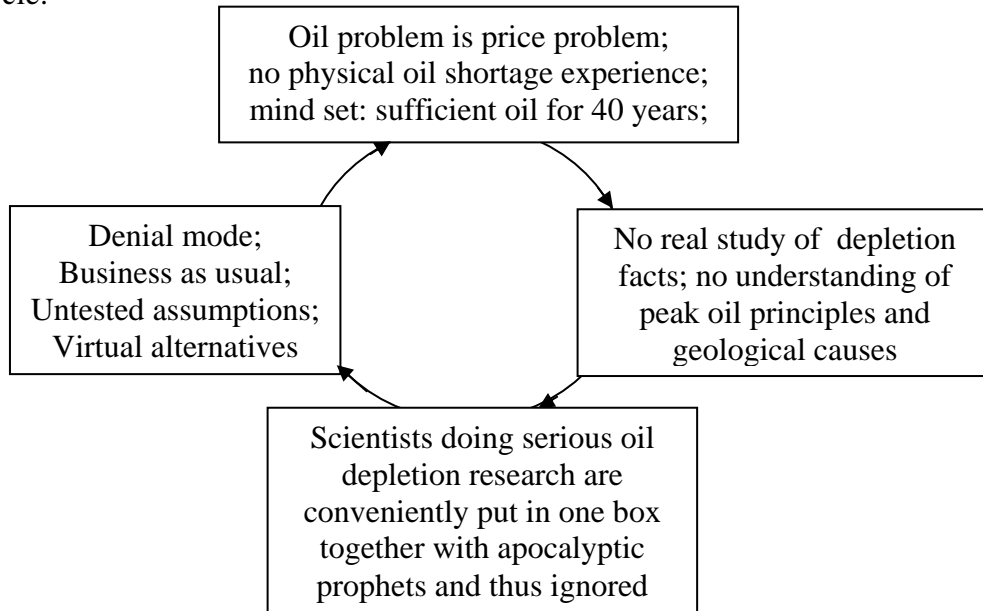 Oil problem is price problem;
no physical oil shortage experience;
mind set: sufficient oil for 40 years;
Denial mode;
Business as usual;
Untested assumptions;
Virtual alternatives
No real study of depletion
facts; no understanding of
peak oil principles and
geological causes
Scientists doing serious oil
depletion research are
conveniently put in one box
together with apocalyptic
prophets and thus ignored